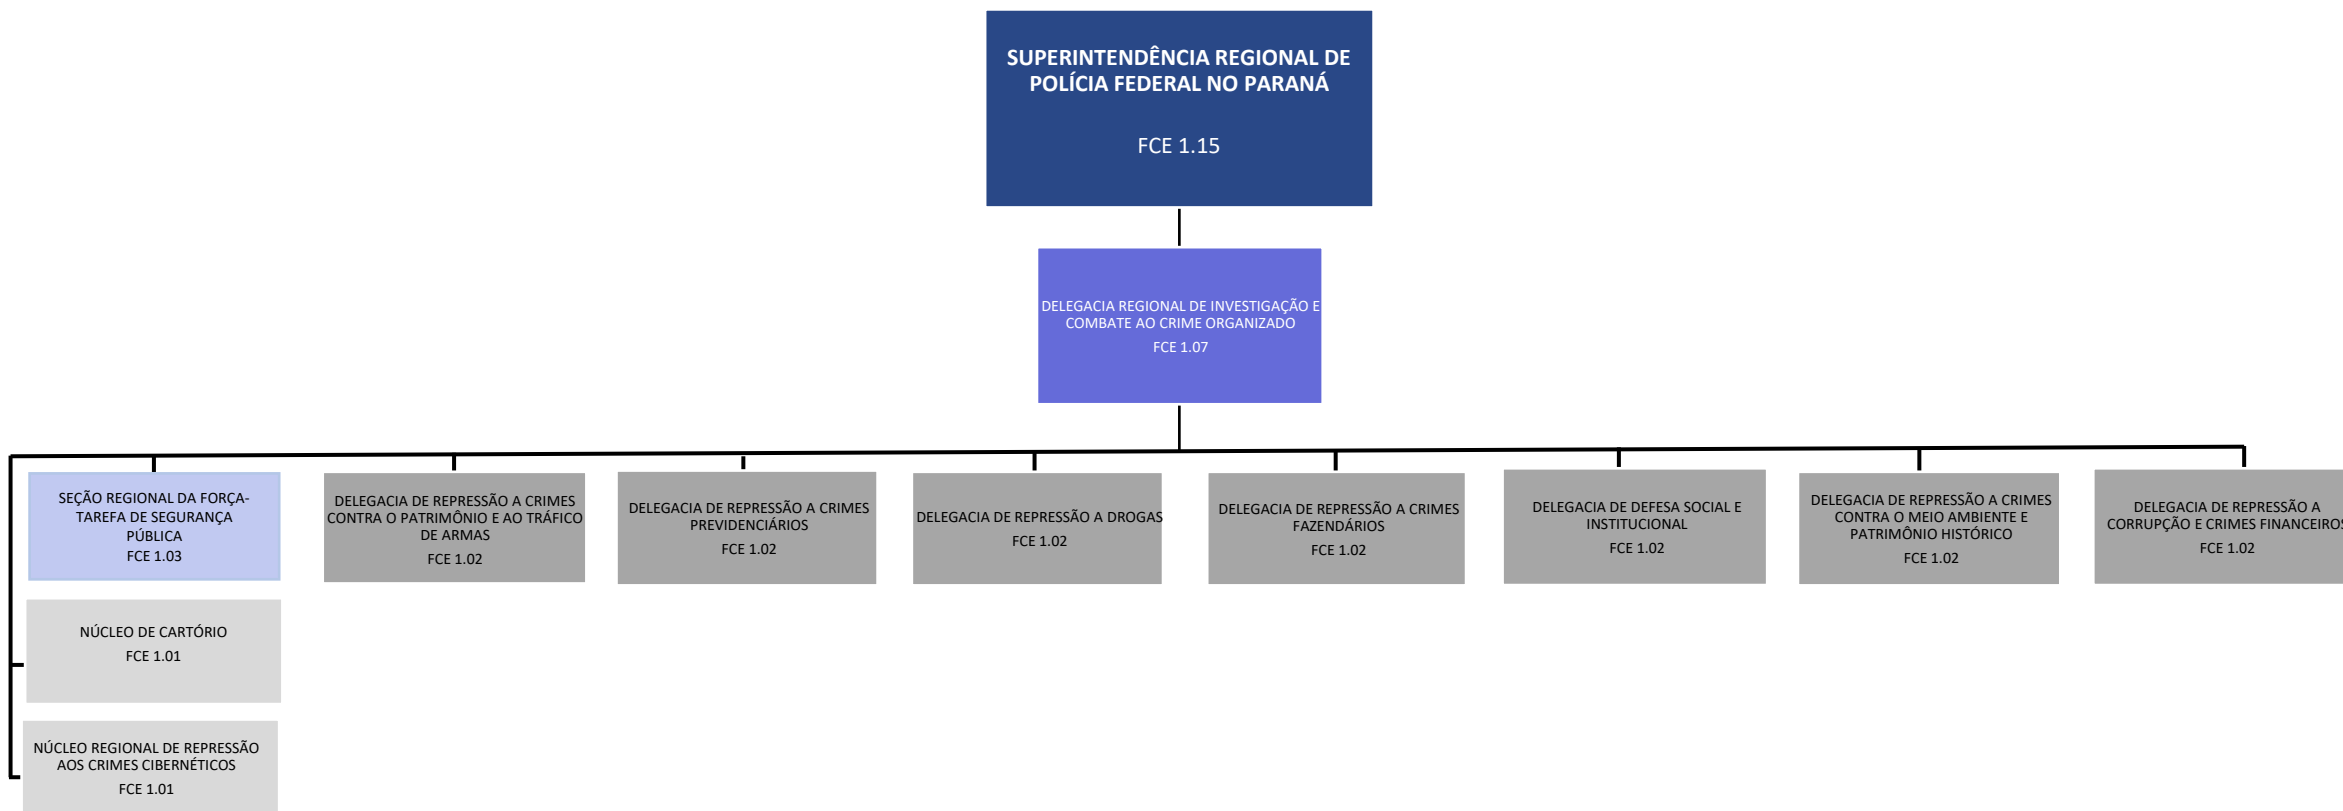 SUPERINTENDÊNCIA REGIONAL DE
POLÍCIA FEDERAL NO PARANÁ
FCE 1.15
DELEGACIA REGIONAL DE INVESTIGAÇÃO E
COMBATE AO CRIME ORGANIZADO
FCE 1.07
SEÇÃO REGIONAL DA FORÇA-
TAREFA DE SEGURANÇA
PÚBLICA
FCE 1.03
DELEGACIA DE REPRESSÃO A CRIMES
CONTRA O PATRIMÔNIO E AO TRÁFICO
DE ARMAS
FCE 1.02
DELEGACIA DE REPRESSÃO A CRIMES
PREVIDENCIÁRIOS
FCE 1.02
DELEGACIA DE REPRESSÃO A DROGAS
FCE 1.02
DELEGACIA DE REPRESSÃO A CRIMES
FAZENDÁRIOS
FCE 1.02
DELEGACIA DE DEFESA SOCIAL E
INSTITUCIONAL
FCE 1.02
DELEGACIA DE REPRESSÃO A CRIMES
CONTRA O MEIO AMBIENTE E
PATRIMÔNIO HISTÓRICO
FCE 1.02
DELEGACIA DE REPRESSÃO A
CORRUPÇÃO E CRIMES FINANCEIROS
FCE 1.02
NÚCLEO DE CARTÓRIO
FCE 1.01
NÚCLEO REGIONAL DE REPRESSÃO
AOS CRIMES CIBERNÉTICOS
FCE 1.01